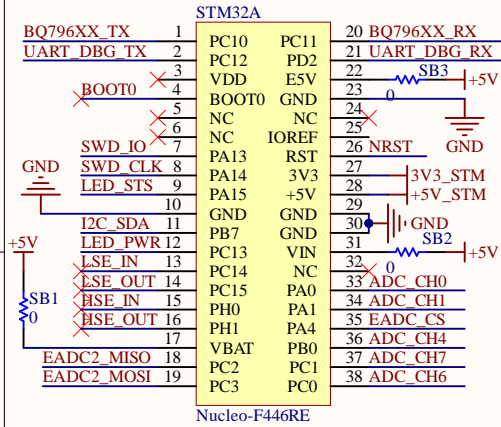 STM32A
BQ796XX_TX 1 PC10 PC11 20 BQ796XX_RX
UART_DBG_TX 2 PC12 PD2 21 UART_DBG_RX
3 VDD E5V 22 SB3 0 +5V
BOOT0 4 BOOT0 GND 23 GND
5 NC NC 24
6 NC IOREF 25
SWD_IO 7 PA13 RST 26 NRST
SWD_CLK 8 PA14 3V3 27 3V3_STM
LED_STS 9 PA15 +5V 28 +5V_STM
GND 10 GND GND 29
I2C_SDA 11 PB7 GND 30 GND
LED_PWR 12 PC13 VIN 31 SB2 0 +5V
LSE_IN 13 PC14 NC 32
LSE_OUT 14 PC15 PA0 33 ADC_CH0
HSE_IN 15 PH0 PA1 34 ADC_CH1
HSE_OUT 16 PH1 PA4 35 EADC_CS
+5V SB1 0 17 VBAT PB0 36 ADC_CH4
EADC2_MISO 18 PC2 PC1 37 ADC_CH7
EADC2_MOSI 19 PC3 PC0 38 ADC_CH6
Nucleo-F446RE